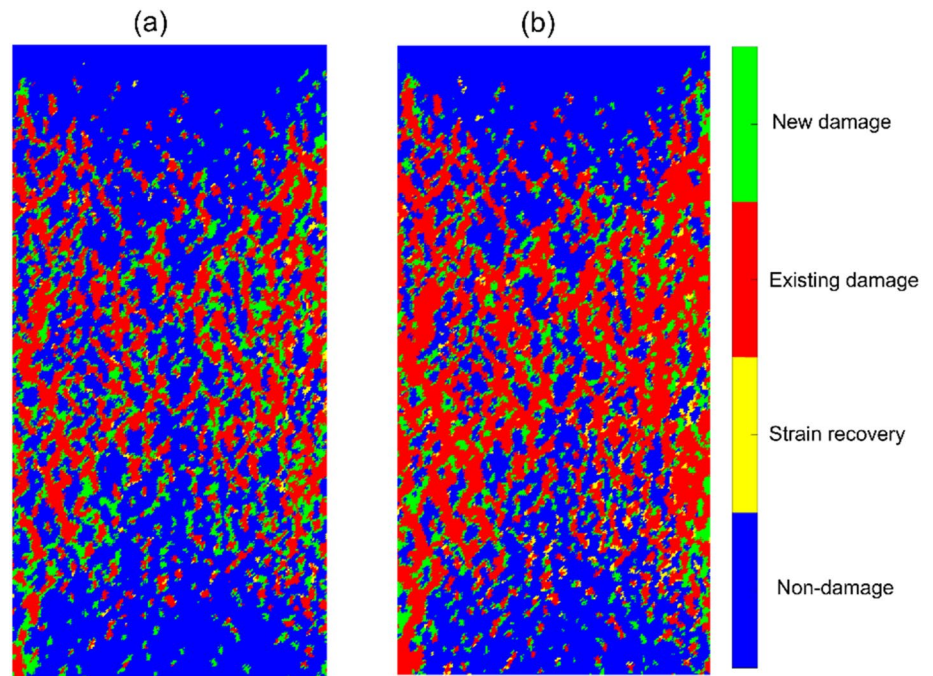 (a)
(b)
New damage
Existing damage
Strain recovery
Non-damage